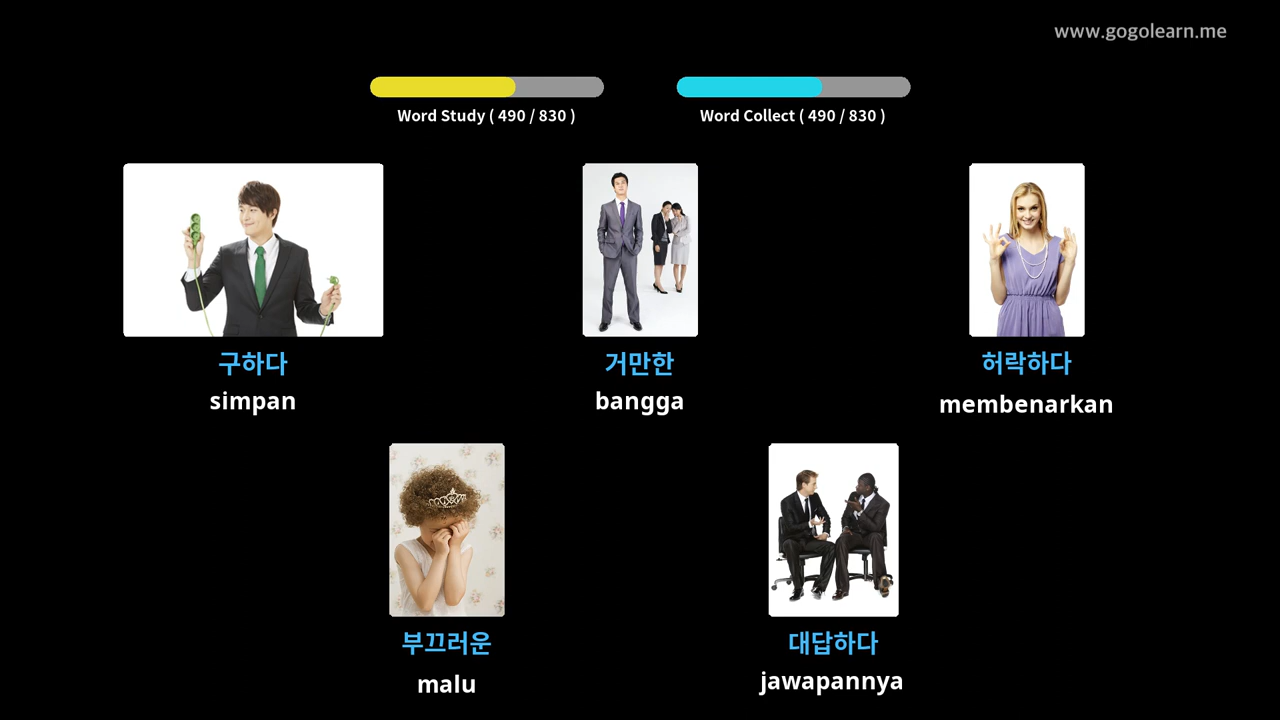 www.gogolearn.me
Word Study ( 490 / 830 )
Word Collect ( 490 / 830 )
구하다
simpan
거만한
bangga
허락하다
membenarkan
부끄러운
malu
대답하다
jawapannya